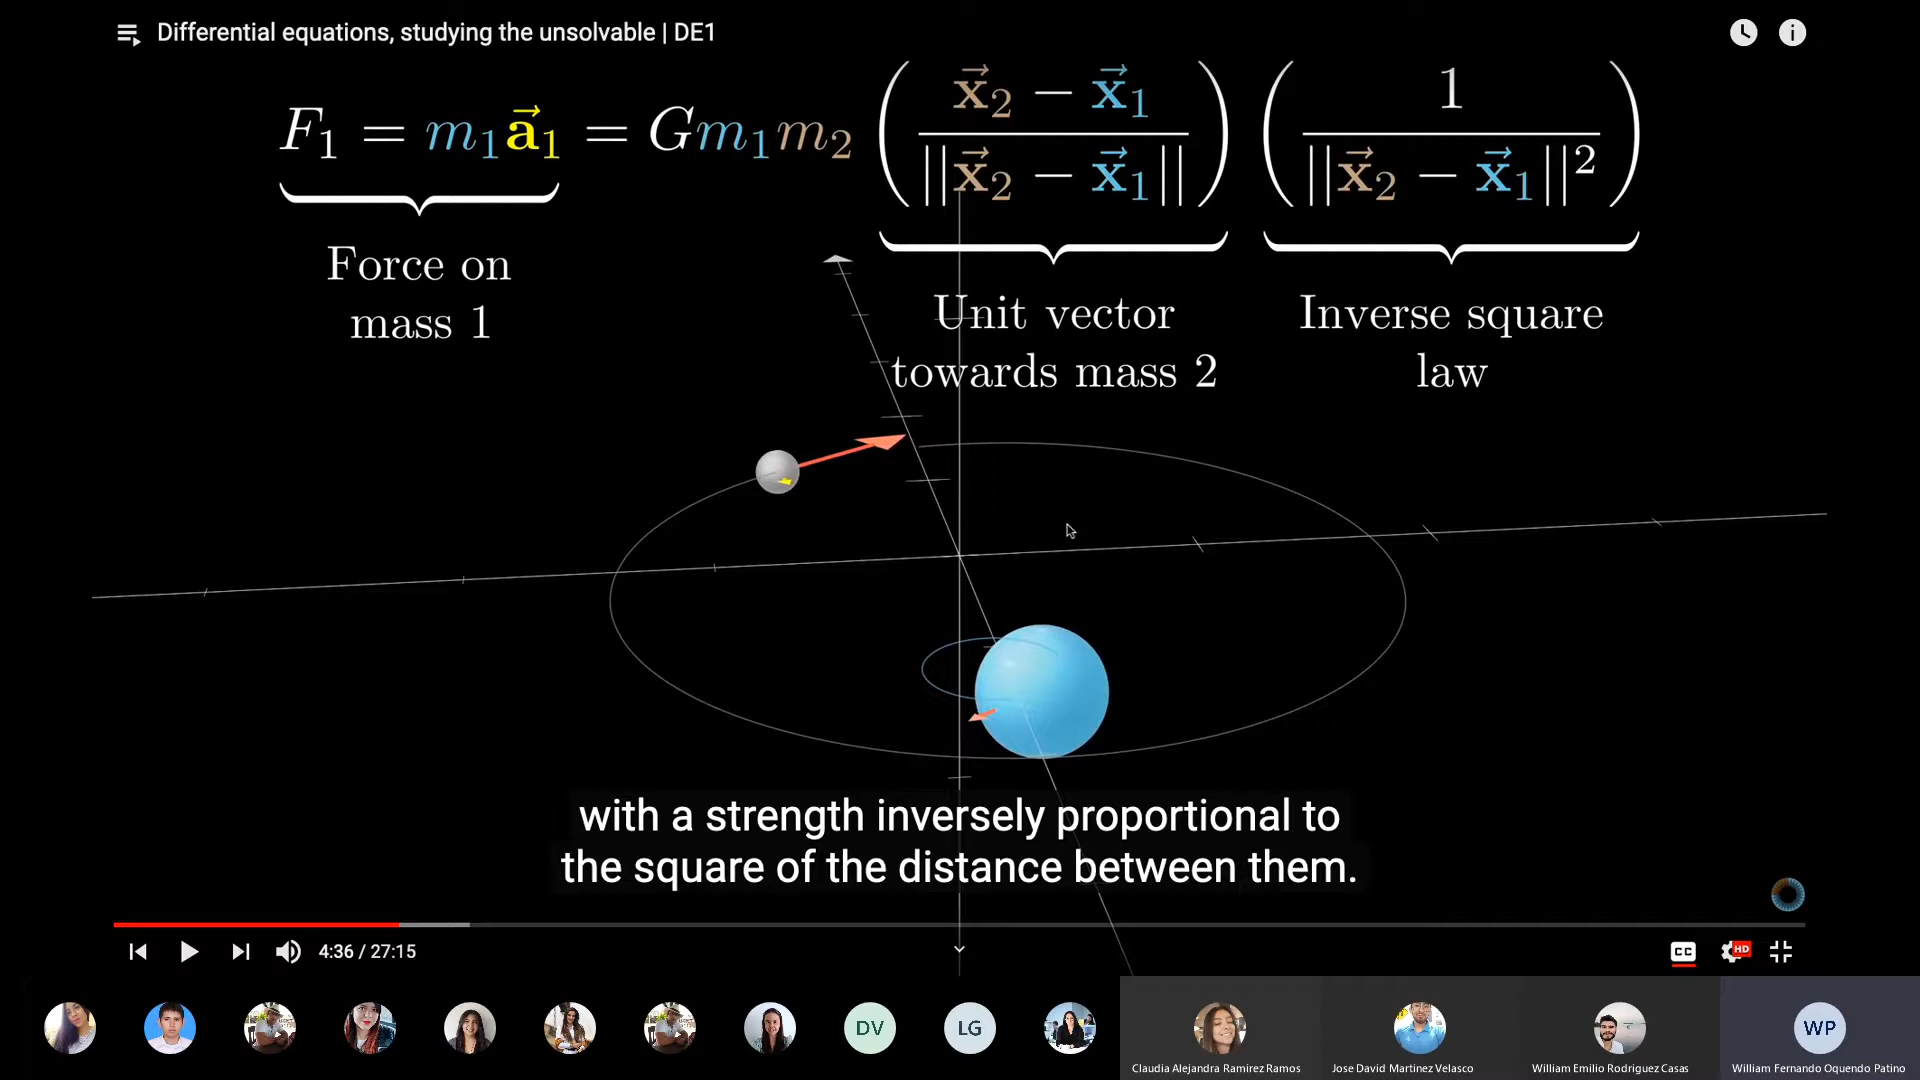 Differential equations, studying the unsolvable | DE1
F₁ = m₁a⃗₁ = Gm₁m₂ ( (x⃗₂ − x⃗₁) / ||x⃗₂ − x⃗₁|| ) ( 1 / ||x⃗₂ − x⃗₁||² )
Force on
mass 1
Unit vector
towards mass 2
Inverse square
law
with a strength inversely proportional to
the square of the distance between them.
4:36 / 27:15
CC
HD
DV
LG
WP
Claudia Alejandra Ramirez Ramos
Jose David Martinez Velasco
William Emilio Rodriguez Casas
William Fernando Oquendo Patino